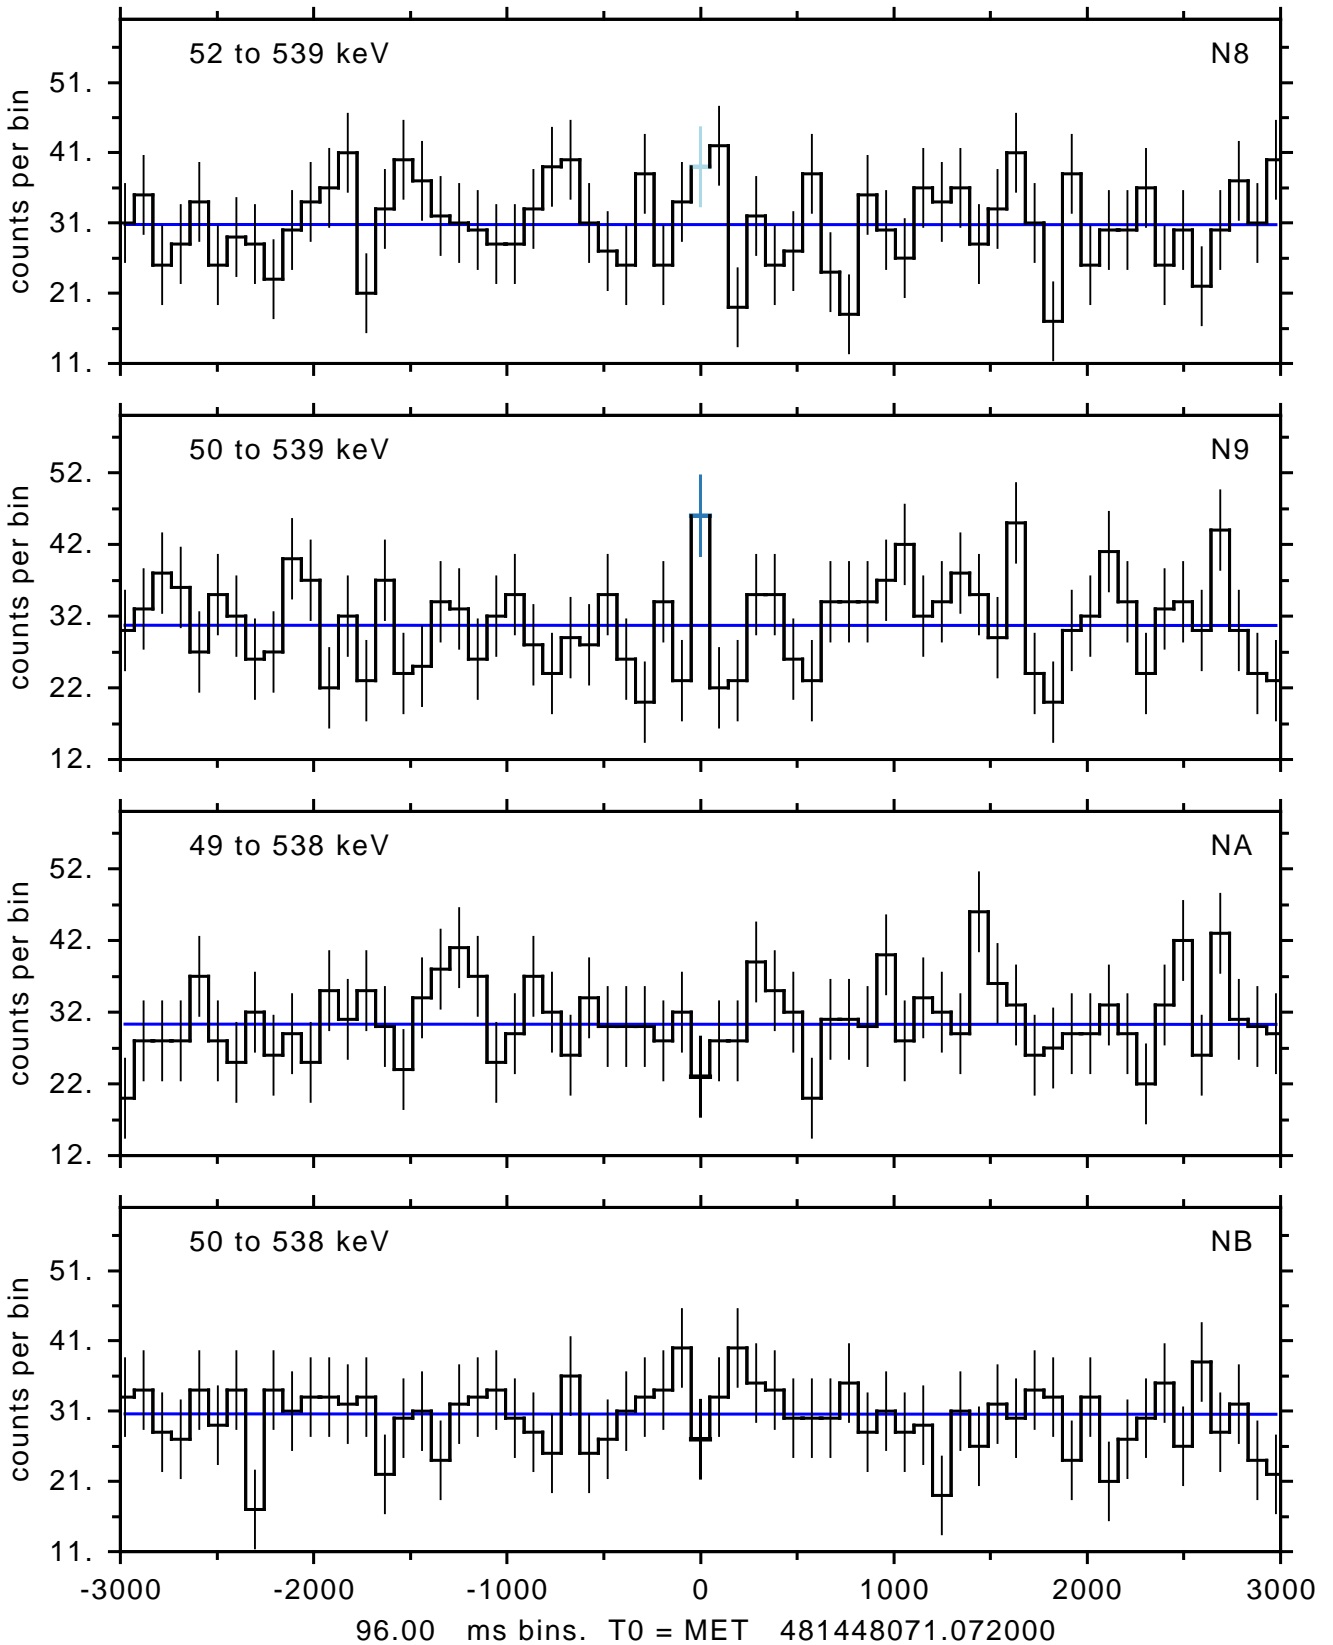 52 to 539 keV N8
51.
41.
31.
21.
11.
counts per bin
50 to 539 keV N9
52.
42.
32.
22.
12.
counts per bin
49 to 538 keV NA
52.
42.
32.
22.
12.
counts per bin
50 to 538 keV NB
51.
41.
31.
21.
11.
counts per bin
-3000 -2000 -1000 0 1000 2000 3000
96.00 ms bins. T0 = MET 481448071.072000